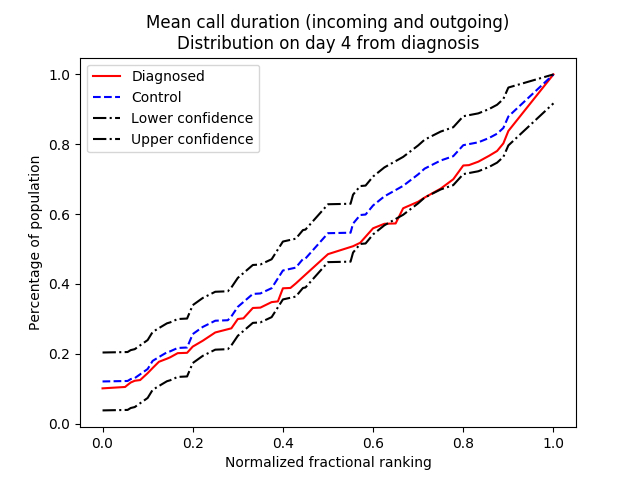 Mean call duration (incoming and outgoing)
Distribution on day 4 from diagnosis
Diagnosed
Control
Lower confidence
Upper confidence
Percentage of population
1.0
0.8
0.6
0.4
0.2
0.0
0.0 0.2 0.4 0.6 0.8 1.0
Normalized fractional ranking